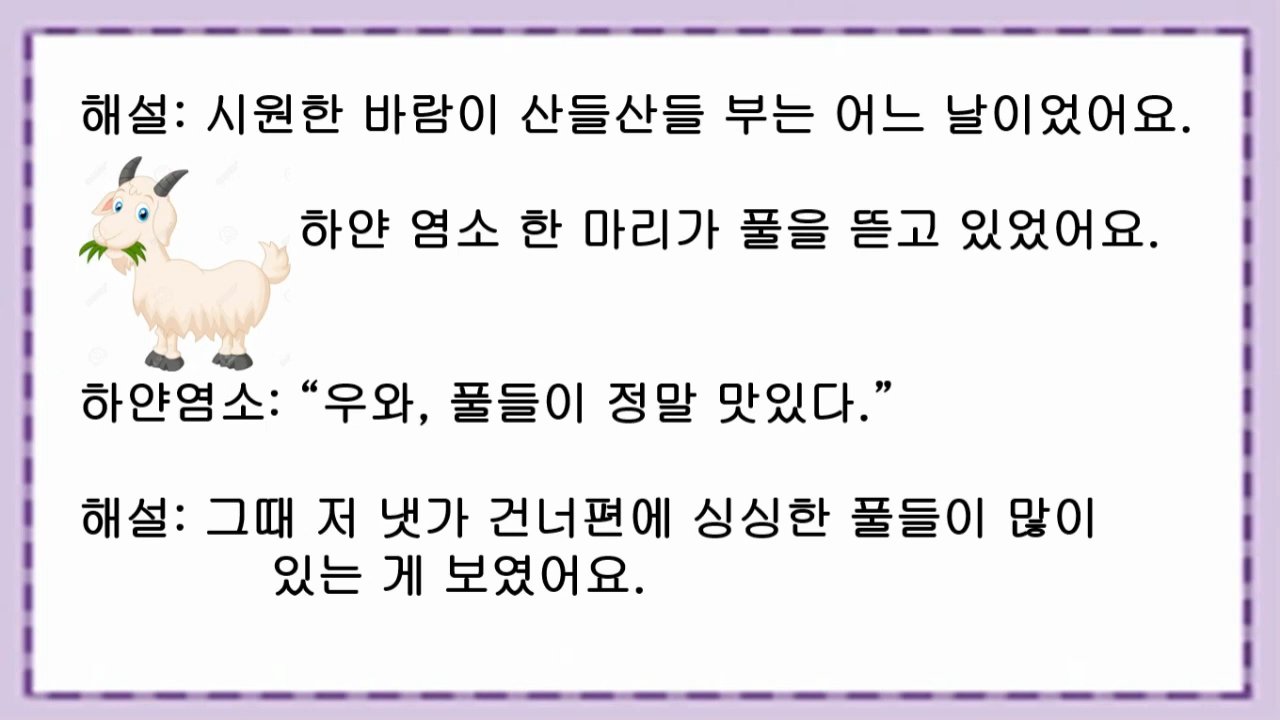 해설: 시원한 바람이 산들산들 부는 어느 날이었어요.
하얀 염소 한 마리가 풀을 뜯고 있었어요.
하얀염소: “우와, 풀들이 정말 맛있다.”
해설: 그때 저 냇가 건너편에 싱싱한 풀들이 많이
있는 게 보였어요.